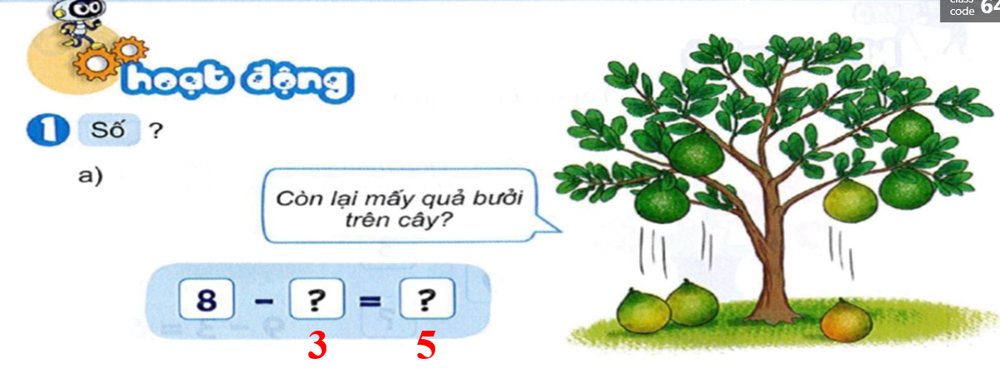 class
code 64
hoạt động
1 Số ?
a)
Còn lại mấy quả bưởi
trên cây?
8 - ? = ?
3 5